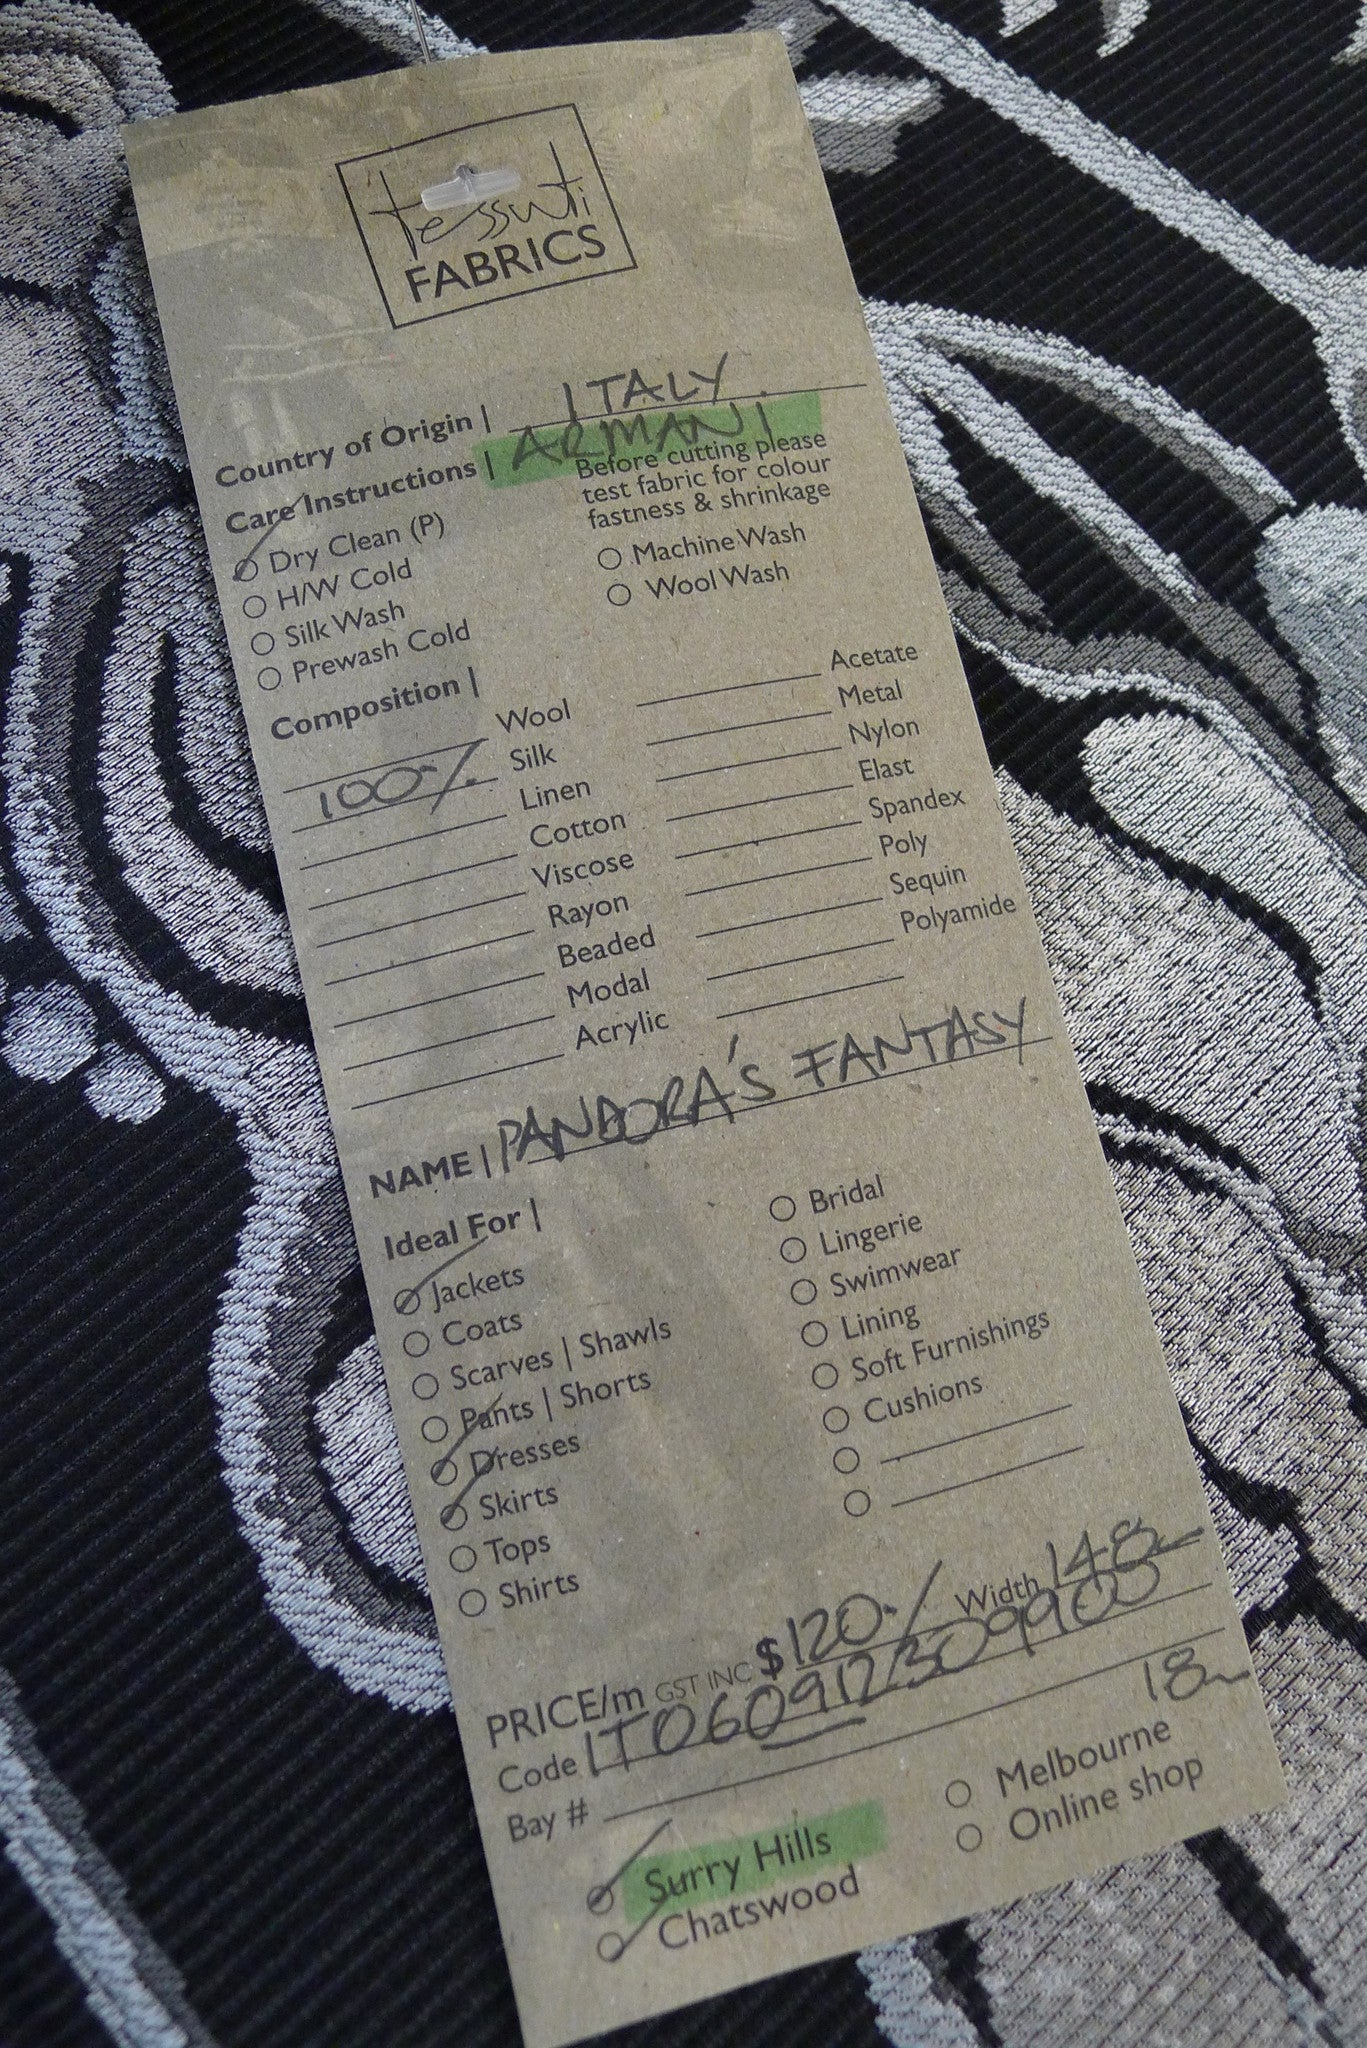 tessuti
FABRICS
Country of Origin | ITALY
ARMANI.
Care Instructions | Before cutting please
test fabric for colour
fastness & shrinkage
Dry Clean (P)
H/W Cold
Silk Wash
Prewash Cold
Machine Wash
Wool Wash
Composition |
Wool
100% Silk
Linen
Cotton
Viscose
Rayon
Beaded
Modal
Acrylic
Acetate
Metal
Nylon
Elast
Spandex
Poly
Sequin
Polyamide
NAME | PANDORA'S FANTASY
Ideal For |
Jackets
Coats
Scarves | Shawls
Pants | Shorts
Dresses
Skirts
Tops
Shirts
Bridal
Lingerie
Swimwear
Lining
Soft Furnishings
Cushions
PRICE/m GST INC $120-/ Width 148
Code IT060912309900
Bay #
18
Surry Hills
Chatswood
Melbourne
Online shop